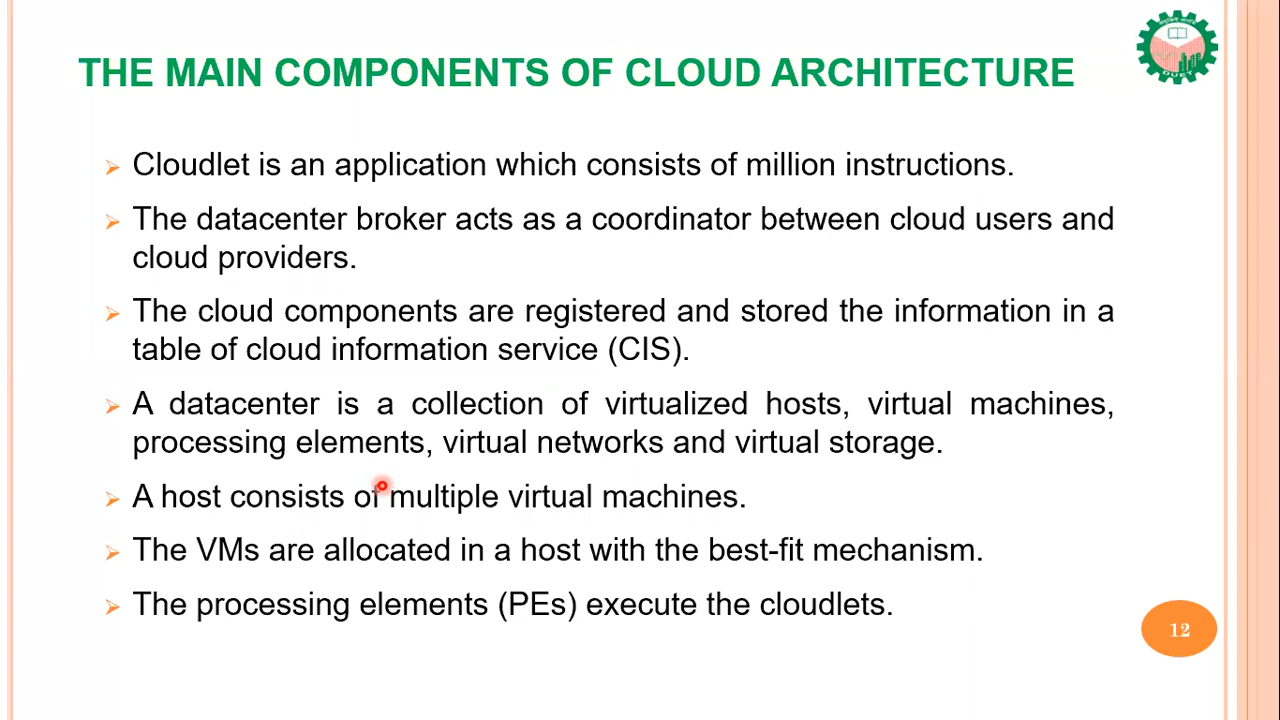 THE MAIN COMPONENTS OF CLOUD ARCHITECTURE
➢ Cloudlet is an application which consists of million instructions.
➢ The datacenter broker acts as a coordinator between cloud users and
cloud providers.
➢ The cloud components are registered and stored the information in a
table of cloud information service (CIS).
➢ A datacenter is a collection of virtualized hosts, virtual machines,
processing elements, virtual networks and virtual storage.
➢ A host consists of multiple virtual machines.
➢ The VMs are allocated in a host with the best-fit mechanism.
➢ The processing elements (PEs) execute the cloudlets.
12